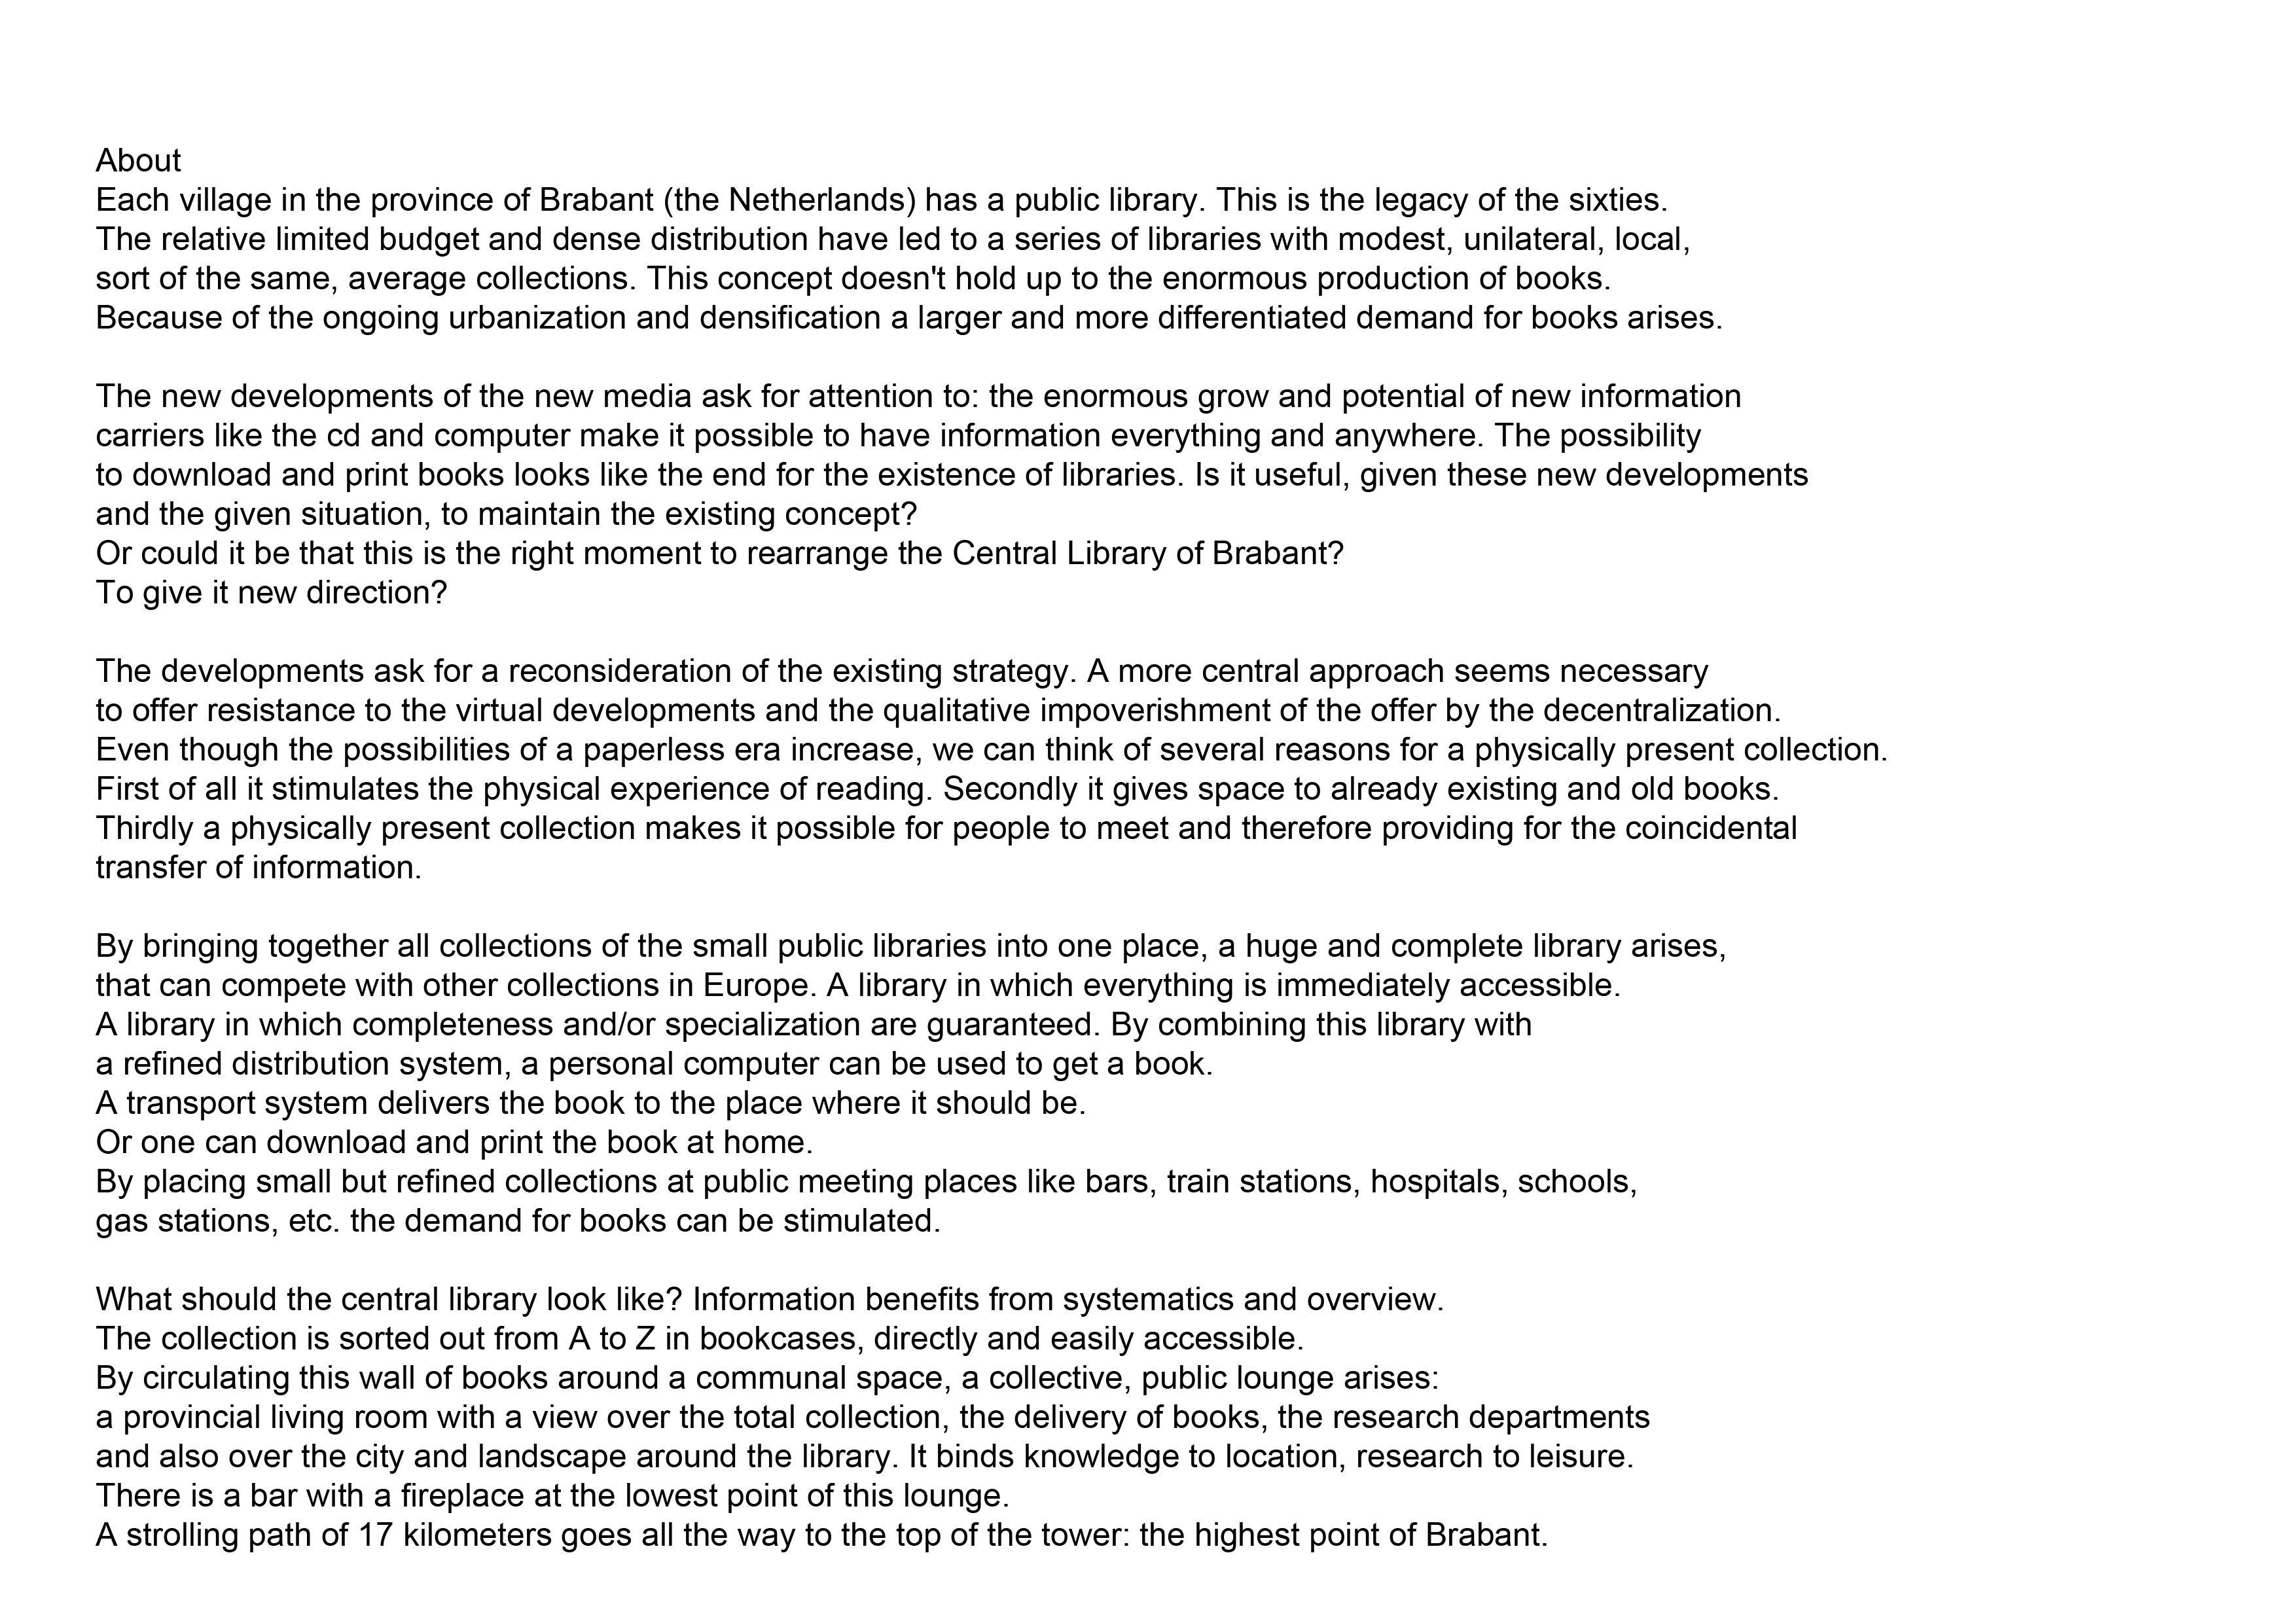 About
Each village in the province of Brabant (the Netherlands) has a public library. This is the legacy of the sixties.
The relative limited budget and dense distribution have led to a series of libraries with modest, unilateral, local,
sort of the same, average collections. This concept doesn't hold up to the enormous production of books.
Because of the ongoing urbanization and densification a larger and more differentiated demand for books arises.

The new developments of the new media ask for attention to: the enormous grow and potential of new information
carriers like the cd and computer make it possible to have information everything and anywhere. The possibility
to download and print books looks like the end for the existence of libraries. Is it useful, given these new developments
and the given situation, to maintain the existing concept?
Or could it be that this is the right moment to rearrange the Central Library of Brabant?
To give it new direction?

The developments ask for a reconsideration of the existing strategy. A more central approach seems necessary
to offer resistance to the virtual developments and the qualitative impoverishment of the offer by the decentralization.
Even though the possibilities of a paperless era increase, we can think of several reasons for a physically present collection.
First of all it stimulates the physical experience of reading. Secondly it gives space to already existing and old books.
Thirdly a physically present collection makes it possible for people to meet and therefore providing for the coincidental
transfer of information.

By bringing together all collections of the small public libraries into one place, a huge and complete library arises,
that can compete with other collections in Europe. A library in which everything is immediately accessible.
A library in which completeness and/or specialization are guaranteed. By combining this library with
a refined distribution system, a personal computer can be used to get a book.
A transport system delivers the book to the place where it should be.
Or one can download and print the book at home.
By placing small but refined collections at public meeting places like bars, train stations, hospitals, schools,
gas stations, etc. the demand for books can be stimulated.

What should the central library look like? Information benefits from systematics and overview.
The collection is sorted out from A to Z in bookcases, directly and easily accessible.
By circulating this wall of books around a communal space, a collective, public lounge arises:
a provincial living room with a view over the total collection, the delivery of books, the research departments
and also over the city and landscape around the library. It binds knowledge to location, research to leisure.
There is a bar with a fireplace at the lowest point of this lounge.
A strolling path of 17 kilometers goes all the way to the top of the tower: the highest point of Brabant.